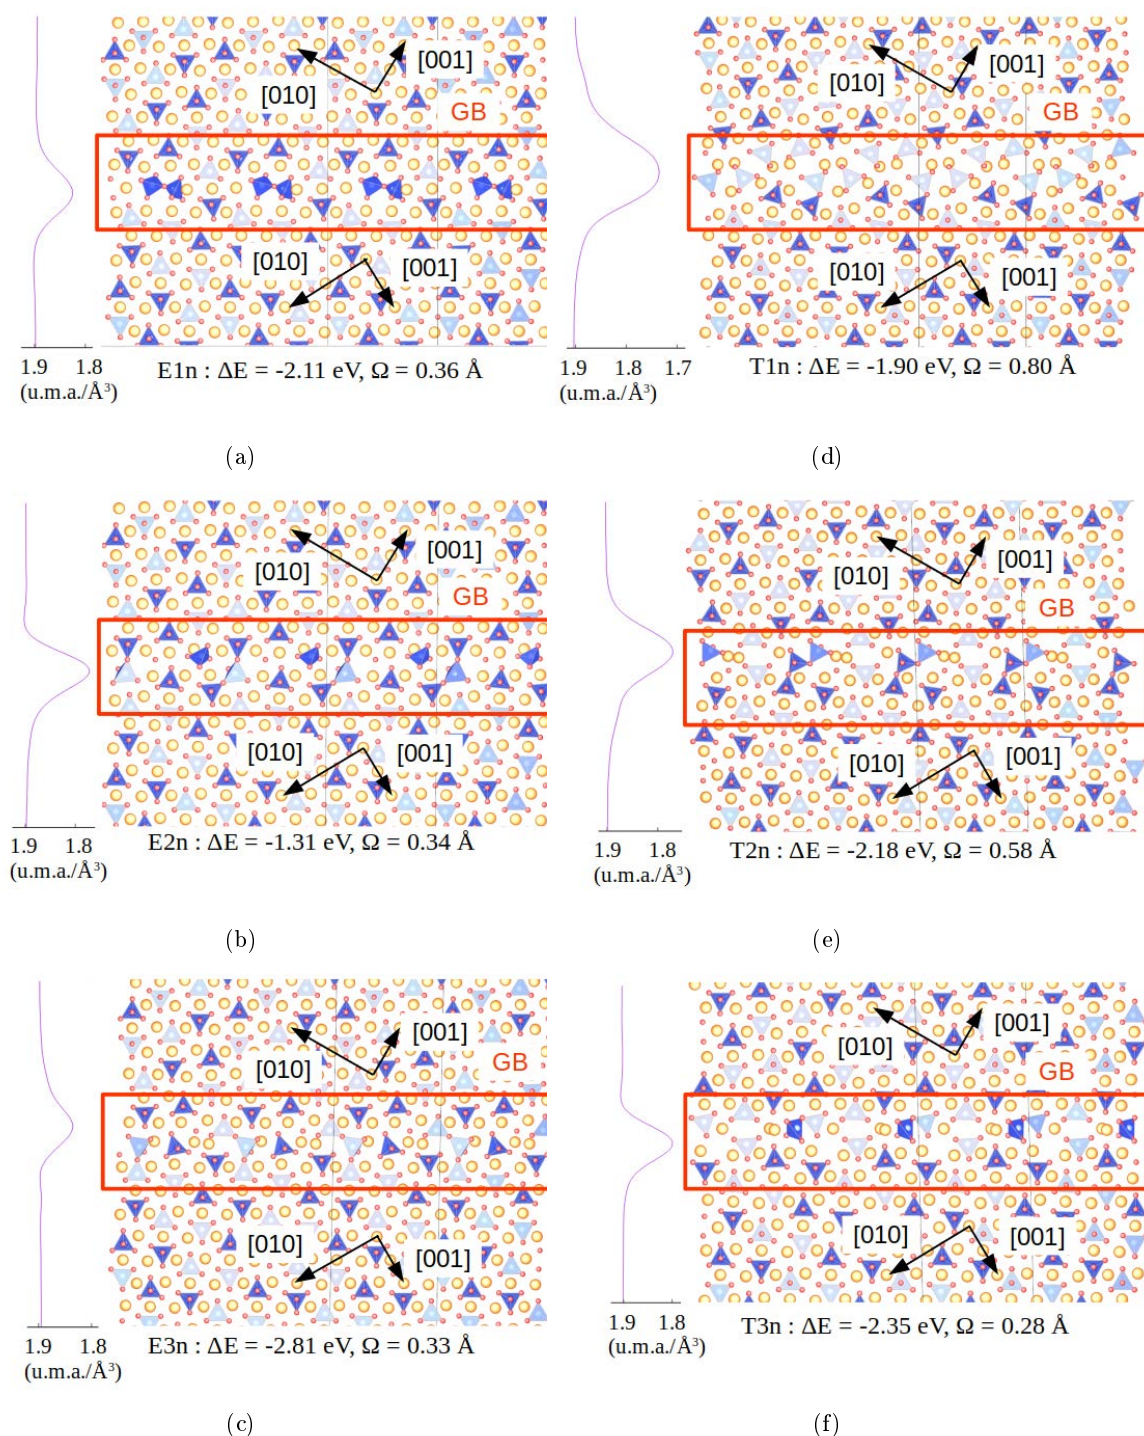 [001]
[010]
GB
[010]
[001]
1.9 1.8
(u.m.a./Å³)
E1n : ΔE = -2.11 eV, Ω = 0.36 Å
(a)
[001]
[010]
GB
[010]
[001]
1.9 1.8 1.7
(u.m.a./Å³)
T1n : ΔE = -1.90 eV, Ω = 0.80 Å
(d)
[001]
[010]
GB
[010]
[001]
1.9 1.8
(u.m.a./Å³)
E2n : ΔE = -1.31 eV, Ω = 0.34 Å
(b)
[001]
[010]
GB
[010]
[001]
1.9 1.8
(u.m.a./Å³)
T2n : ΔE = -2.18 eV, Ω = 0.58 Å
(e)
[001]
[010]
GB
[010]
[001]
1.9 1.8
(u.m.a./Å³)
E3n : ΔE = -2.81 eV, Ω = 0.33 Å
(c)
[001]
[010]
GB
[010]
[001]
1.9 1.8
(u.m.a./Å³)
T3n : ΔE = -2.35 eV, Ω = 0.28 Å
(f)